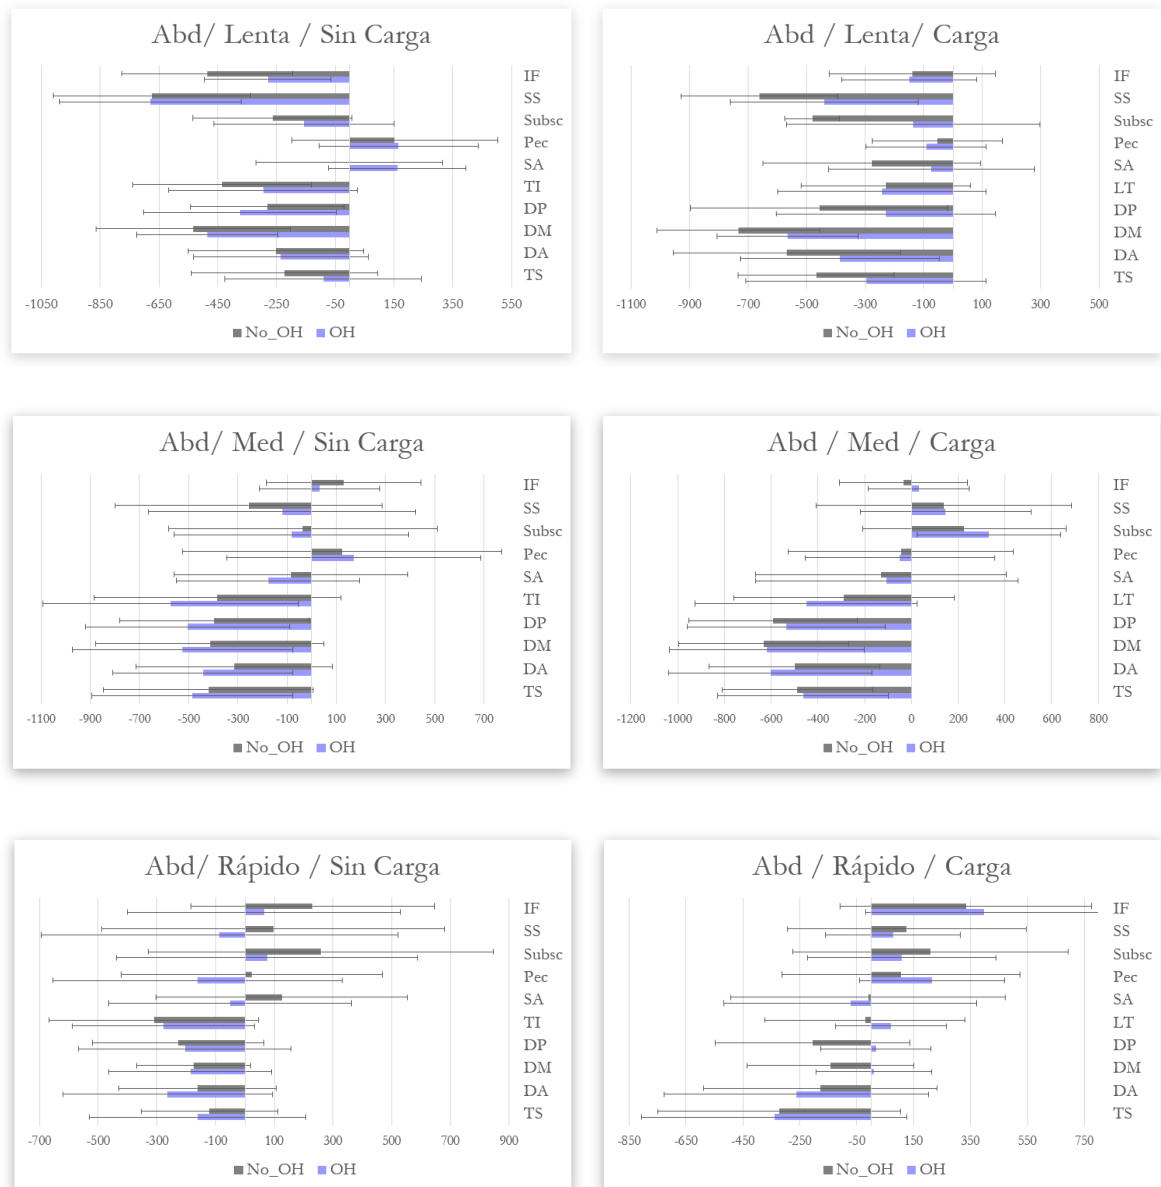 Abd/ Lenta / Sin Carga
IF
SS
Subsc
Pec
SA
TI
DP
DM
DA
TS
-1050 -850 -650 -450 -250 -50 150 350 550
No_OH OH
Abd / Lenta/ Carga
IF
SS
Subsc
Pec
SA
LT
DP
DM
DA
TS
-1100 -900 -700 -500 -300 -100 100 300 500
No_OH OH
Abd/ Med / Sin Carga
IF
SS
Subsc
Pec
SA
TI
DP
DM
DA
TS
-1100 -900 -700 -500 -300 -100 100 300 500 700
No_OH OH
Abd / Med / Carga
IF
SS
Subsc
Pec
SA
LT
DP
DM
DA
TS
-1200 -1000 -800 -600 -400 -200 0 200 400 600 800
No_OH OH
Abd/ Rápido / Sin Carga
IF
SS
Subsc
Pec
SA
TI
DP
DM
DA
TS
-700 -500 -300 -100 100 300 500 700 900
No_OH OH
Abd / Rápido / Carga
IF
SS
Subsc
Pec
SA
LT
DP
DM
DA
TS
-850 -650 -450 -250 -50 150 350 550 750
No_OH OH